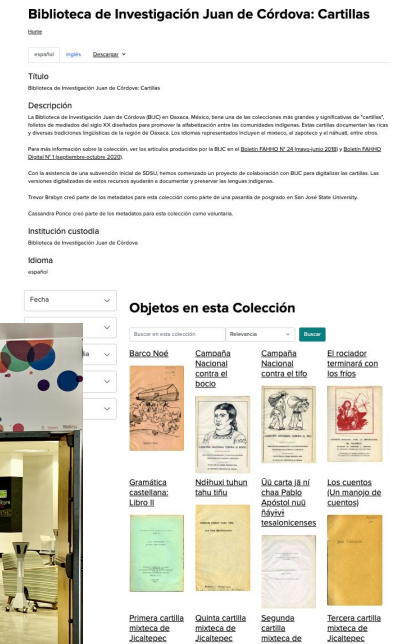 Biblioteca de Investigación Juan de Córdova: Cartillas
Home
español inglés Descargar
Título
Biblioteca de Investigación Juan de Córdova: Cartillas
Descripción
La Biblioteca de Investigación Juan de Córdova (BIJC) en Oaxaca, México, tiene una de las colecciones más grandes y significativas de "cartillas",
folletos de mediados del siglo XX diseñados para promover la alfabetización entre las comunidades indígenas. Estas cartillas documentan las ricas
y diversas tradiciones lingüísticas de la región de Oaxaca. Los idiomas representados incluyen el mixteco, el zapoteco y el náhuatl, entre otros.
Para más información sobre la colección, ver los artículos producidos por la BIJC en el Boletín FAHHO Nº 24 (mayo-junio 2018) y Boletín FAHHO
Digital Nº 1 (septiembre-octubre 2020).
Con la asistencia de una subvención inicial de SDSU, hemos comenzado un proyecto de colaboración con BIJC para digitalizar las cartillas. Las
versiones digitalizadas de estos recursos ayudarán a documentar y preservar las lenguas indígenas.
Trevor Brabyn creó parte de los metadatos para esta colección como parte de una pasantía de posgrado en San José State University.
Cassandra Ponce creó parte de los metadatos para esta colección como voluntaria.
Institución custodia
Biblioteca de Investigación Juan de Córdova
Idioma
español
Fecha
Objetos en esta Colección
Buscar en esta colección Relevancia Buscar
Barco Noé
Campaña
Nacional
contra el
bocio
Campaña
Nacional
contra el tifo
El rociador
terminará con
los fríos
Gramática
castellana:
Libro II
Ndihuxi tuhun
tahu tiñu
Ūū carta jā ní
chaa Pablo
Apóstol nuū
ñáyɨvɨ
tesalonicenses
Los cuentos
(Un manojo de
cuentos)
Primera cartilla
mixteca de
Jicaltepec
Quinta cartilla
mixteca de
Jicaltepec
Segunda
cartilla
mixteca de
Tercera cartilla
mixteca de
Jicaltepec